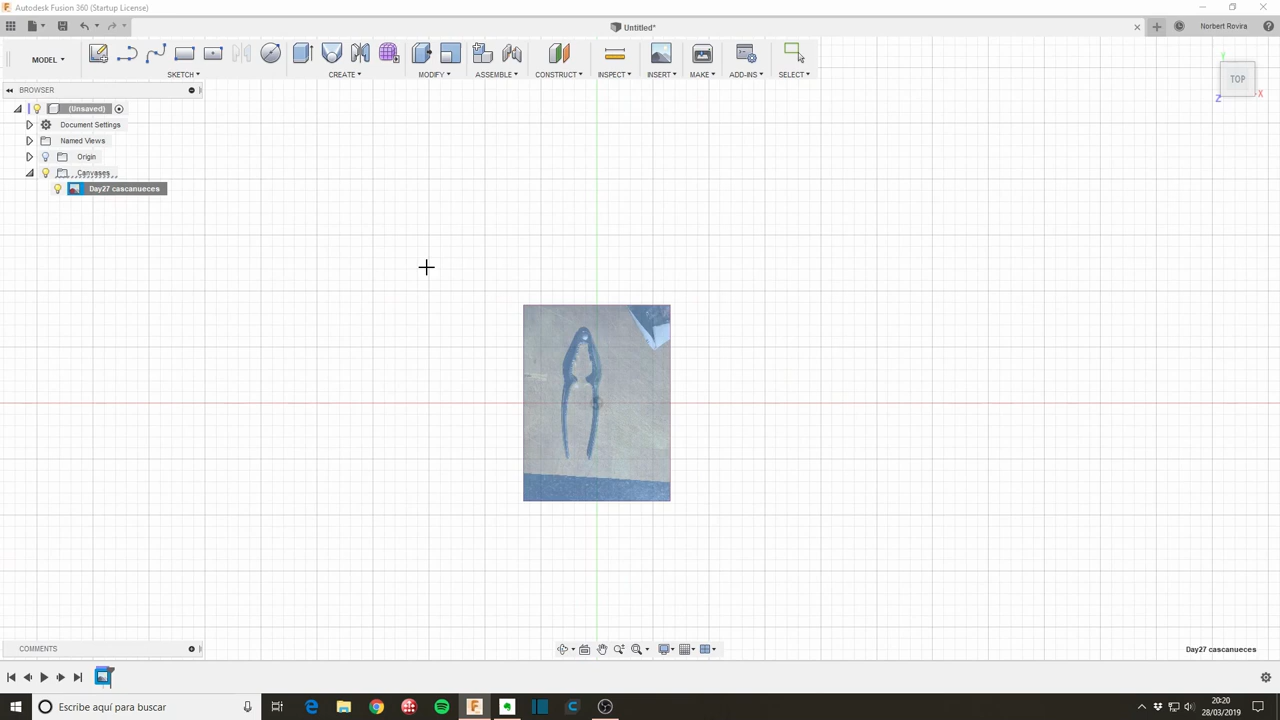 Autodesk Fusion 360 (Startup License)
Untitled*
Norbert Rovira
MODEL
SKETCH
CREATE
MODIFY
ASSEMBLE
CONSTRUCT
INSPECT
INSERT
MAKE
ADD-INS
SELECT
TOP
Y
X
Z
BROWSER
(Unsaved)
Document Settings
Named Views
Origin
Canvases
Day27 cascanueces
COMMENTS
Day27 cascanueces
Escribe aquí para buscar
20:20
28/03/2019